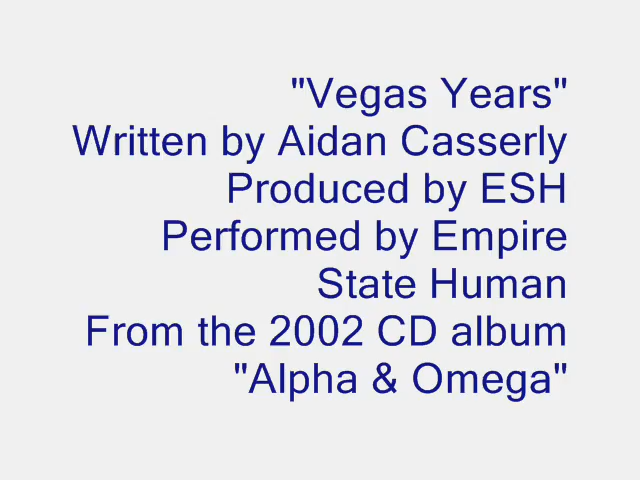 "Vegas Years"
Written by Aidan Casserly
Produced by ESH
Performed by Empire
State Human
From the 2002 CD album
"Alpha & Omega"